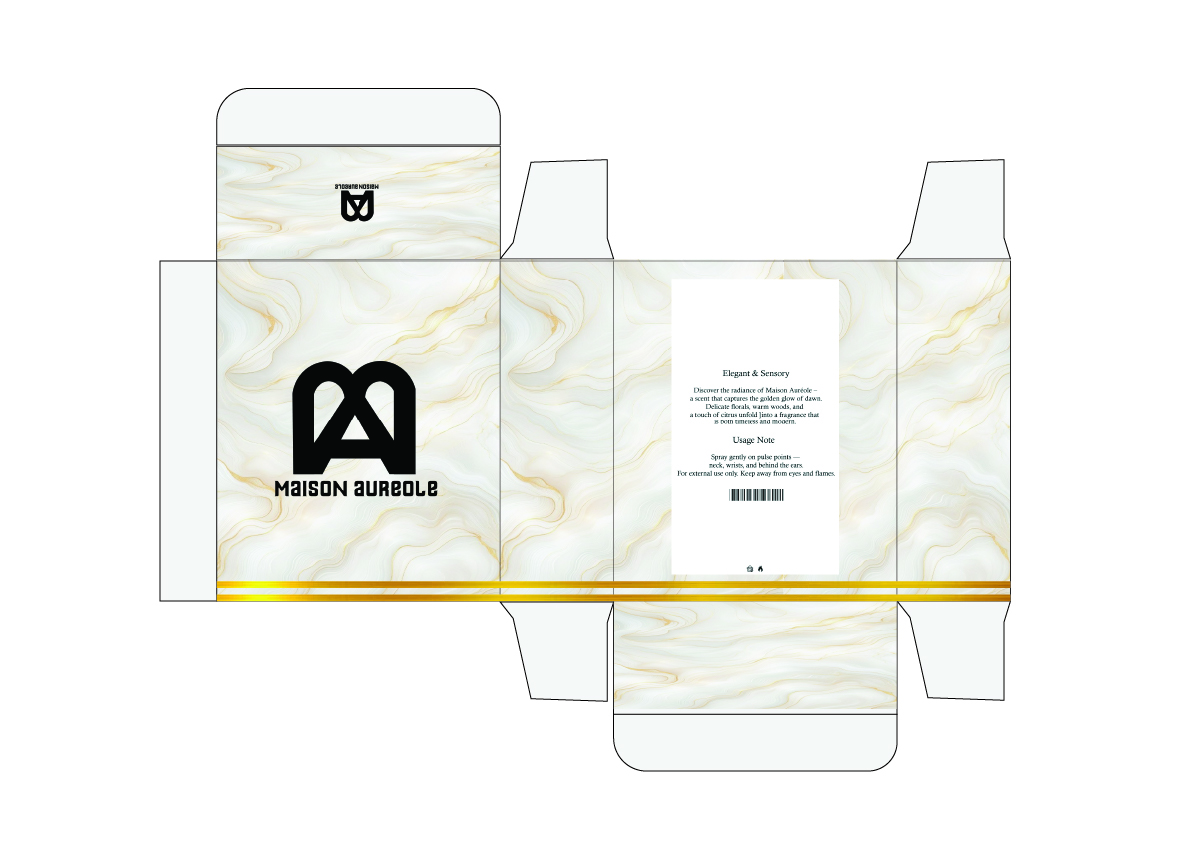 MAISON AUREOLE
MAISON AUREOLE
Elegant & Sensory
Discover the radiance of Maison Auréole –
a scent that captures the golden glow of dawn.
Delicate florals, warm woods, and
a touch of citrus unfold ]into a fragrance that
is both timeless and modern.
Usage Note
Spray gently on pulse points —
neck, wrists, and behind the ears.
For external use only. Keep away from eyes and flames.